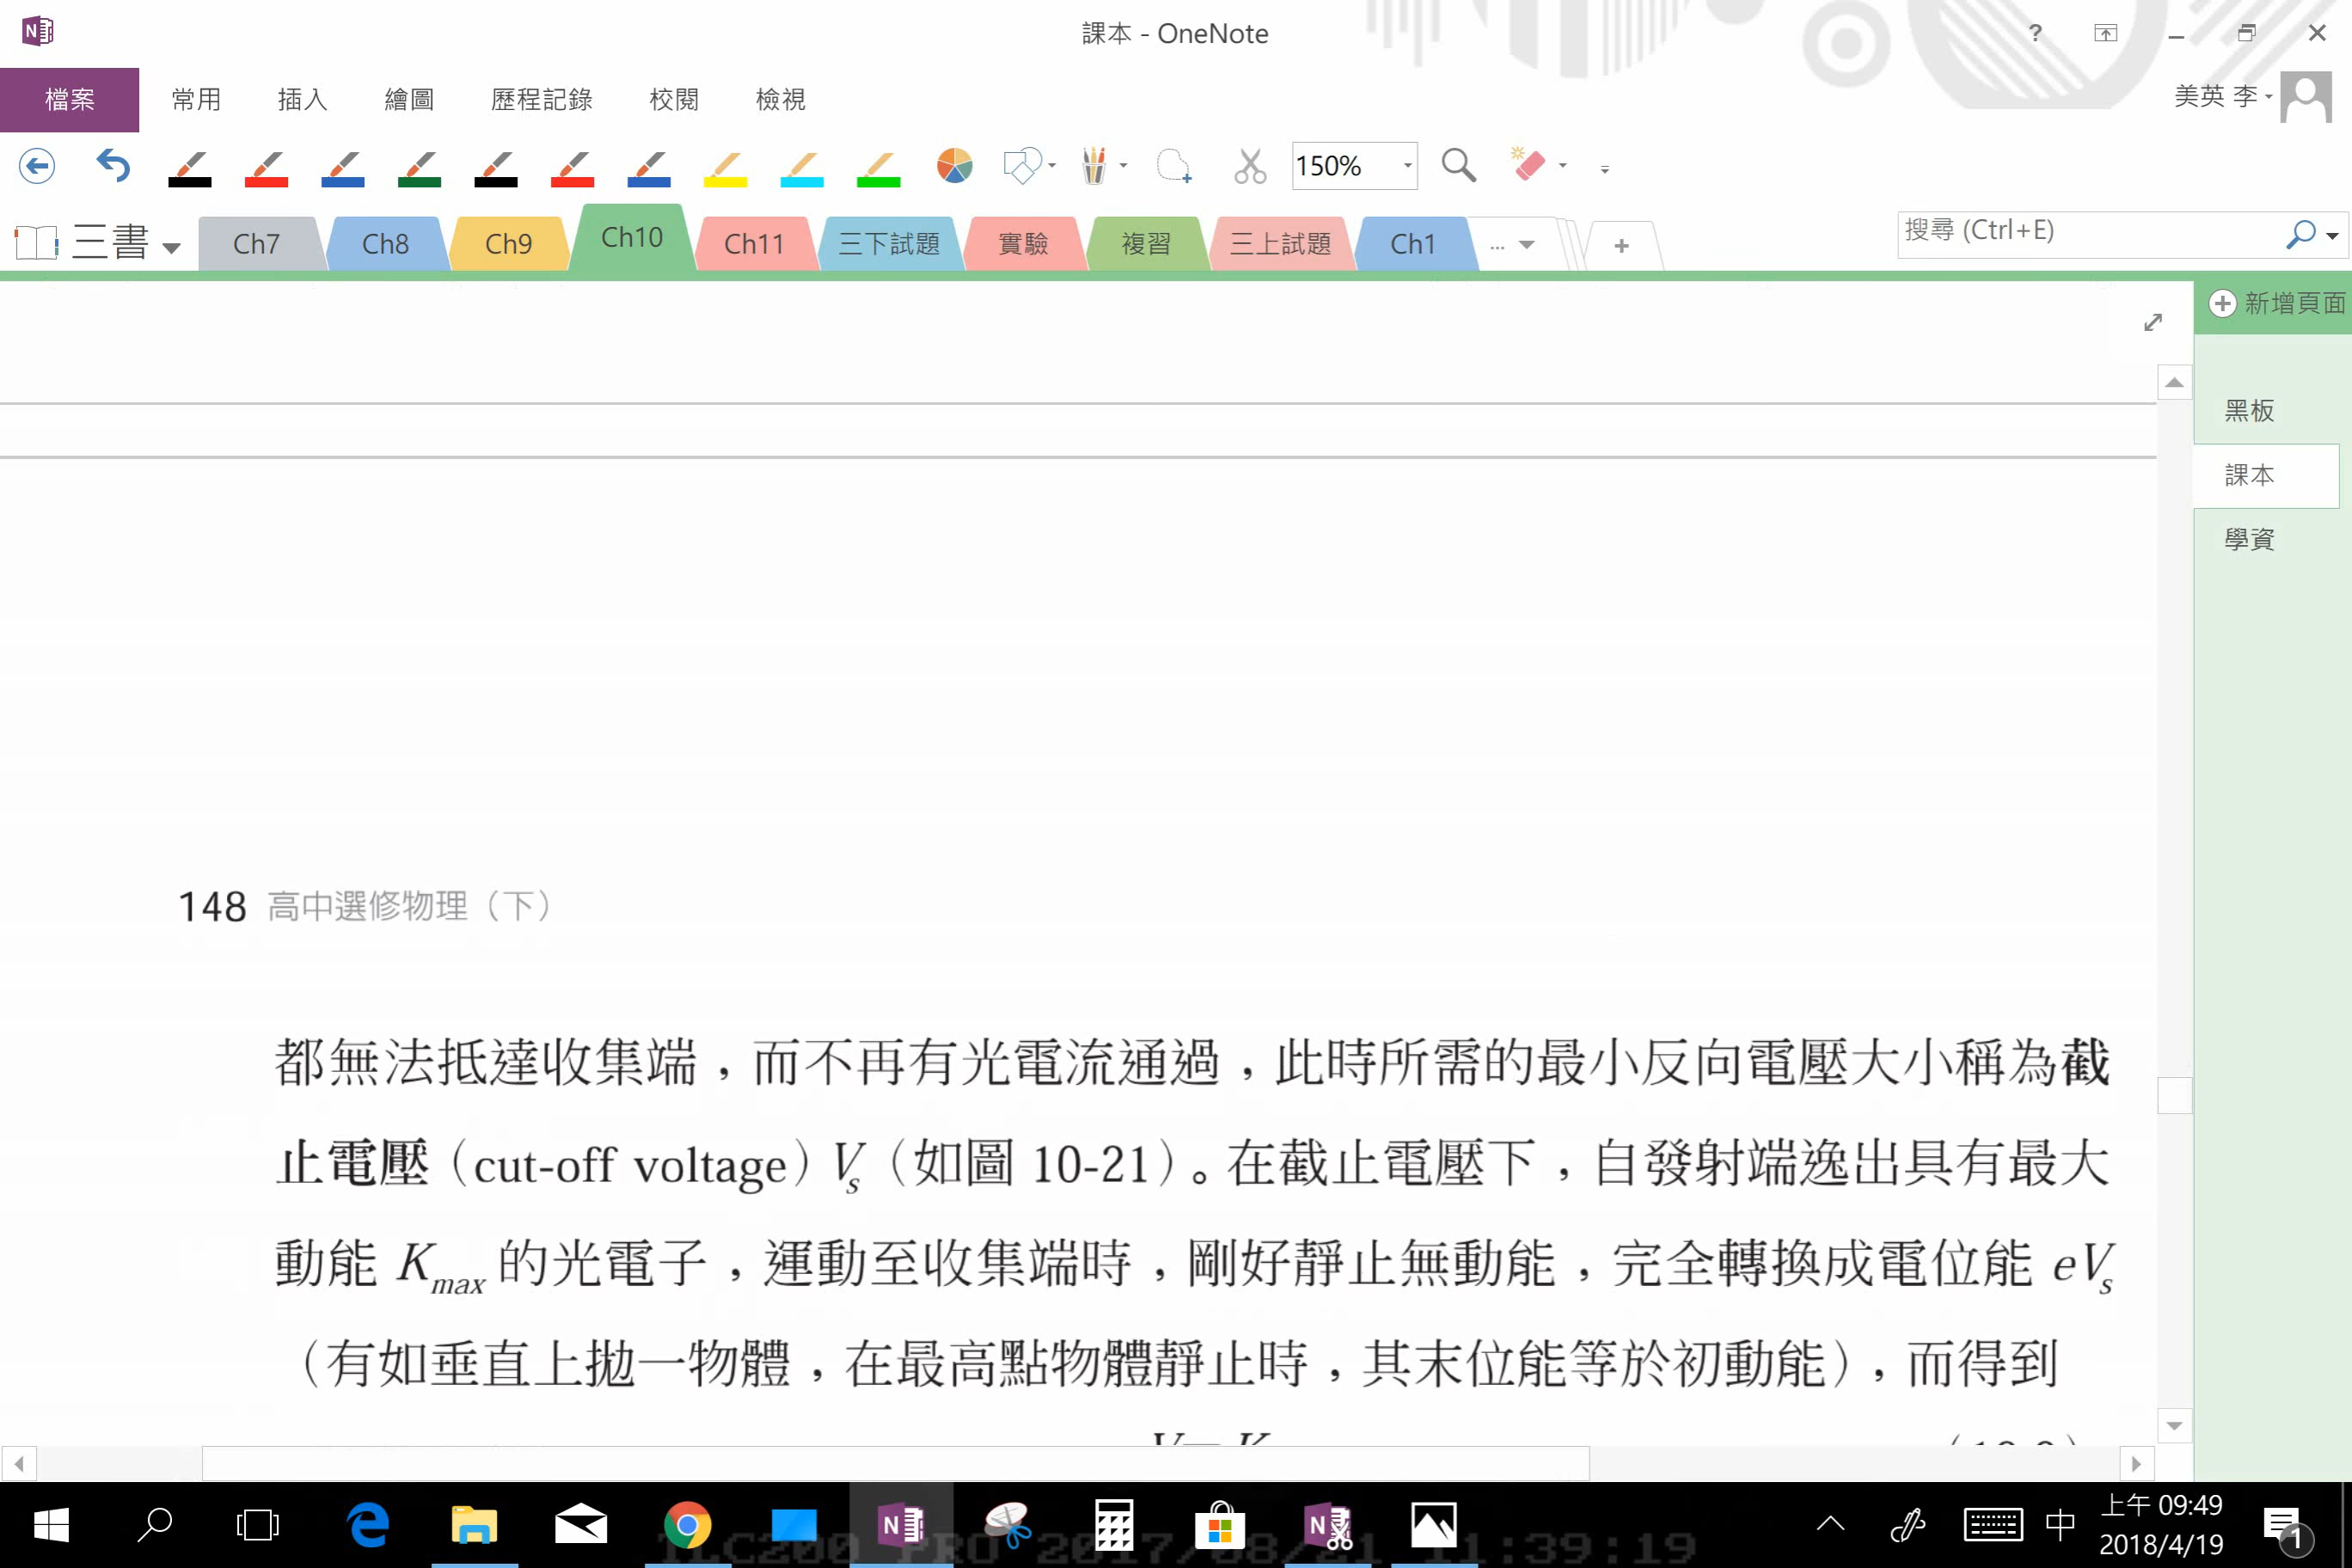 課本 - OneNote
?
檔案 常用 插入 繪圖 歷程記錄 校閱 檢視
美英 李
150%
三書 Ch7 Ch8 Ch9 Ch10 Ch11 三下試題 實驗 複習 三上試題 Ch1 ... +
搜尋 (Ctrl+E)
新增頁面
黑板
課本
學資
148 高中選修物理（下）
都無法抵達收集端，而不再有光電流通過，此時所需的最小反向電壓大小稱為截
止電壓（cut-off voltage）Vs（如圖 10-21）。在截止電壓下，自發射端逸出具有最大
動能 Kmax 的光電子，運動至收集端時，剛好靜止無動能，完全轉換成電位能 eVs
（有如垂直上拋一物體，在最高點物體靜止時，其末位能等於初動能），而得到
中
上午 09:49
2018/4/19
1
ILC200 PRO 2017/08/21 11:39:19